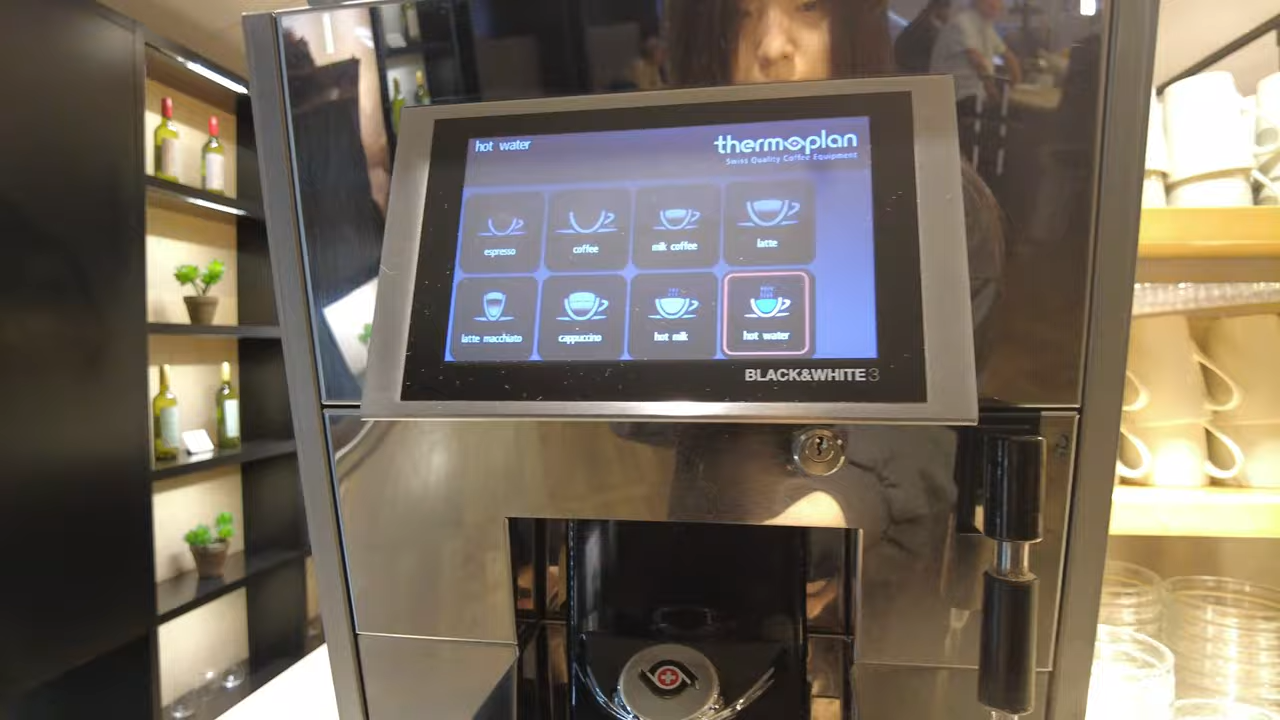 hot water
thermoplan
Swiss Quality Coffee Equipment
espresso
coffee
milk coffee
latte
latte macchiato
cappuccino
hot milk
hot water
BLACK&WHITE3